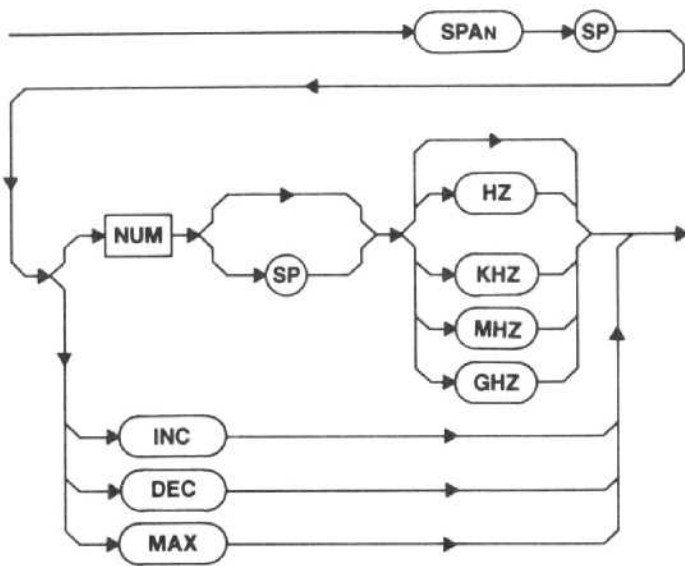 SPAN SP
HZ
NUM
SP
KHZ
MHZ
GHZ
INC
DEC
MAX